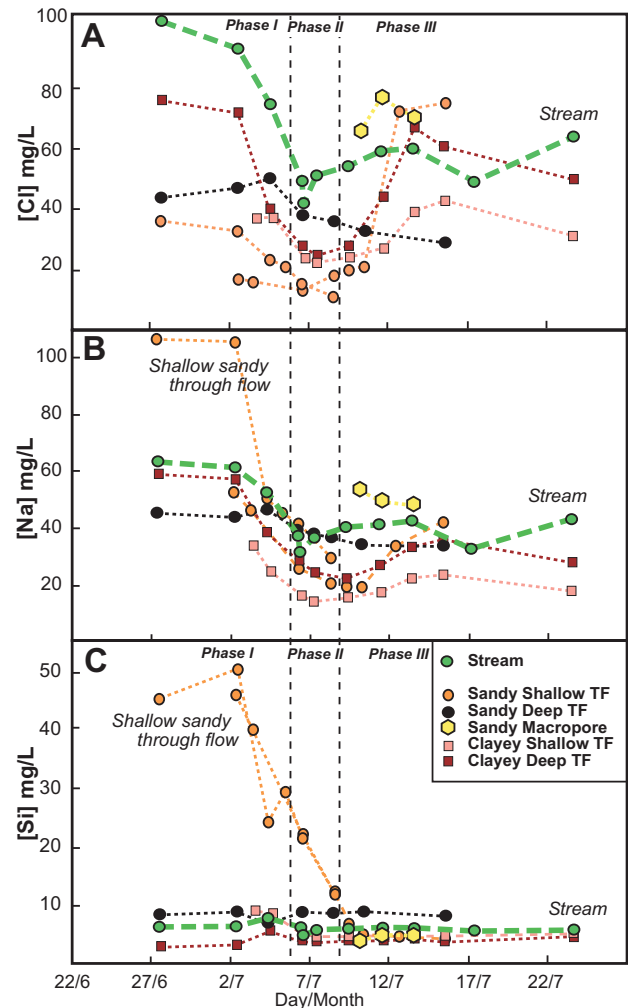 100
A
Phase I
Phase II
Phase III
80
Stream
60
40
20
[Cl] mg/L
B
100
Shallow sandy
through flow
80
60
Stream
40
20
[Na] mg/L
C
Phase I
Phase II
Phase III
50
Stream
Sandy Shallow TF
Sandy Deep TF
Sandy Macropore
Clayey Shallow TF
Clayey Deep TF
40
Shallow sandy
through flow
30
20
10
Stream
[Si] mg/L
22/6
27/6
2/7
7/7
12/7
17/7
22/7
Day/Month